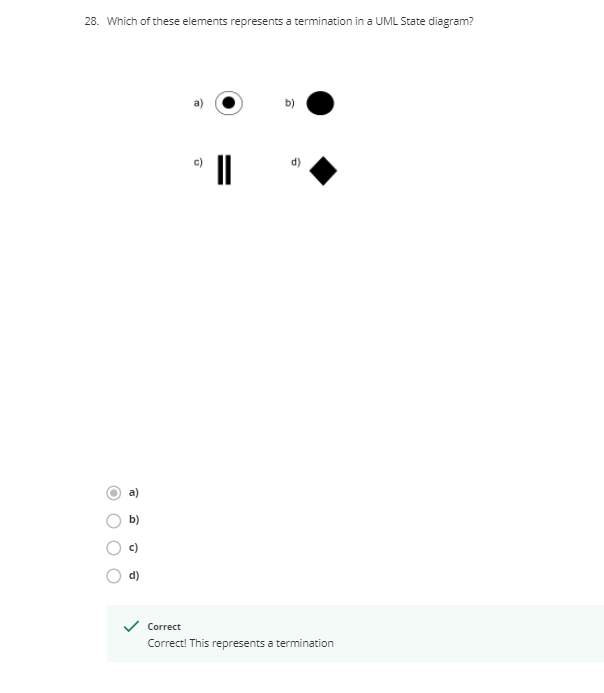 28. Which of these elements represents a termination in a UML State diagram?
a) b)
c) d)
a)
b)
c)
d)
Correct
Correct! This represents a termination